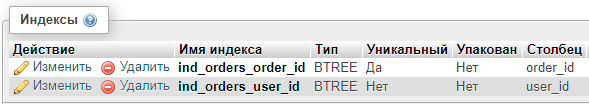 Индексы
Действие Имя индекса Тип Уникальный Упакован Столбец
Изменить Удалить ind_orders_order_id BTREE Да Нет order_id
Изменить Удалить ind_orders_user_id BTREE Нет Нет user_id